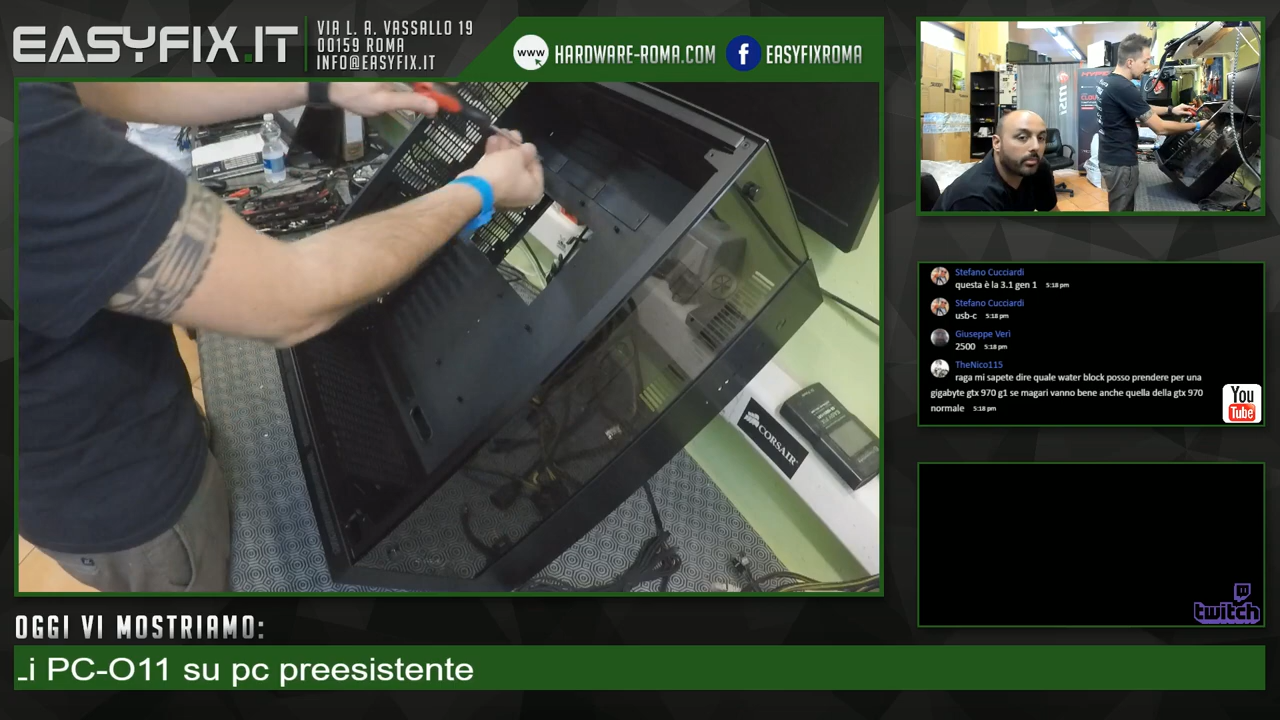 EASYFIX.IT
VIA L. A. VASSALLO 19
00159 ROMA
INFO@EASYFIX.IT
WWW
HARDWARE-ROMA.COM
f
EASYFIXROMA
CORSAIR
msi
Stefano Cucciardi
questa è la 3.1 gen 1 5:18 pm
Stefano Cucciardi
usb-c 5:18 pm
Giuseppe Verì
2500 5:18 pm
TheNico115
raga mi sapete dire quale water block posso prendere per una
gigabyte gtx 970 g1 se magari vanno bene anche quella della gtx 970
normale 5:18 pm
You
Tube
twitch
OGGI VI MOSTRIAMO:
i PC-O11 su pc preesistente